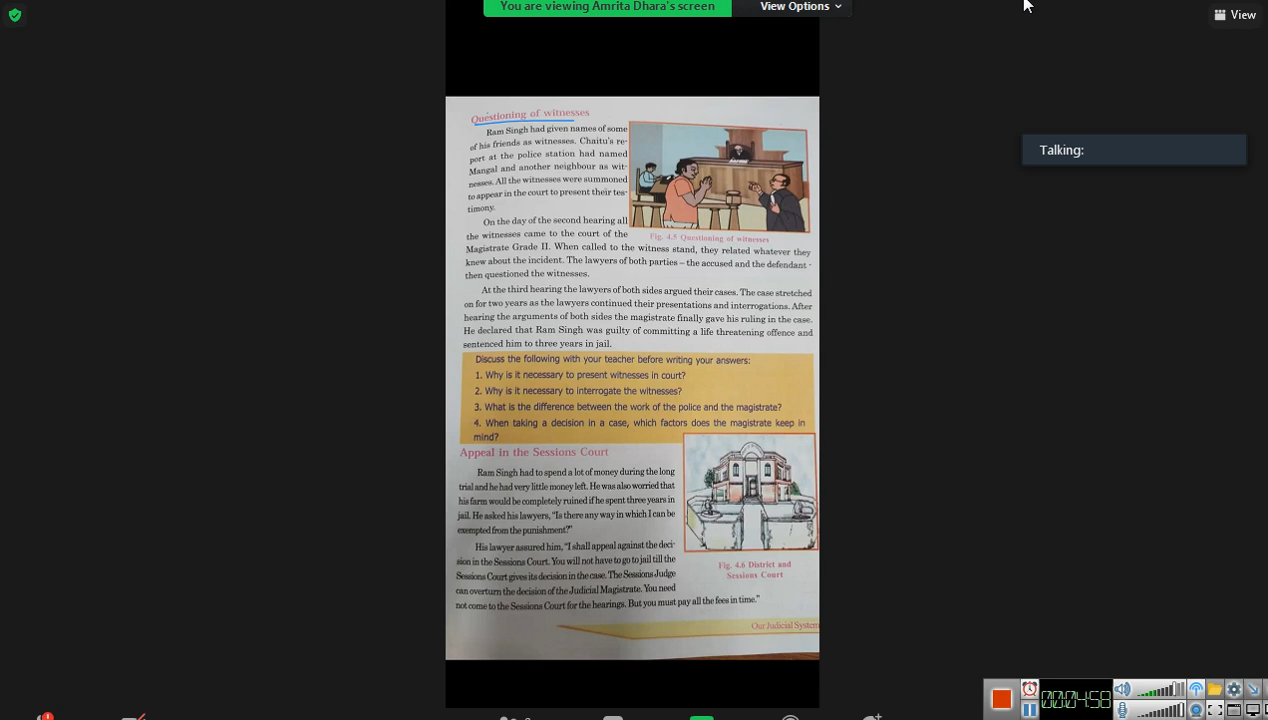 You are viewing Amrita Dhara's screen
View Options
View
Talking:
Questioning of witnesses
Ram Singh had given names of some
of his friends as witnesses. Chaitu's re-
port at the police station had named
Mangal and another neighbour as wit-
nesses. All the witnesses were summoned
to appear in the court to present their tes-
timony.
On the day of the second hearing all
the witnesses came to the court of the
Fig. 4.5 Questioning of witnesses
Magistrate Grade II. When called to the witness stand, they related whatever they
knew about the incident. The lawyers of both parties – the accused and the defendant -
then questioned the witnesses.
At the third hearing the lawyers of both sides argued their cases. The case stretched
on for two years as the lawyers continued their presentations and interrogations. After
hearing the arguments of both sides the magistrate finally gave his ruling in the case.
He declared that Ram Singh was guilty of committing a life threatening offence and
sentenced him to three years in jail.
Discuss the following with your teacher before writing your answers:
1. Why is it necessary to present witnesses in court?
2. Why is it necessary to interrogate the witnesses?
3. What is the difference between the work of the police and the magistrate?
4. When taking a decision in a case, which factors does the magistrate keep in
mind?
Appeal in the Sessions Court
Ram Singh had to spend a lot of money during the long
trial and he had very little money left. He was also worried that
his farm would be completely ruined if he spent three years in
jail. He asked his lawyers, "Is there any way in which I can be
exempted from the punishment?"
His lawyer assured him, "I shall appeal against the deci-
sion in the Sessions Court. You will not have to go to jail till the
Sessions Court gives its decision in the case. The Sessions Judge
can overturn the decision of the Judicial Magistrate. You need
not come to the Sessions Court for the hearings. But you must pay all the fees in time."
Fig. 4.6 District and
Sessions Court
Our Judicial System
00:04:58